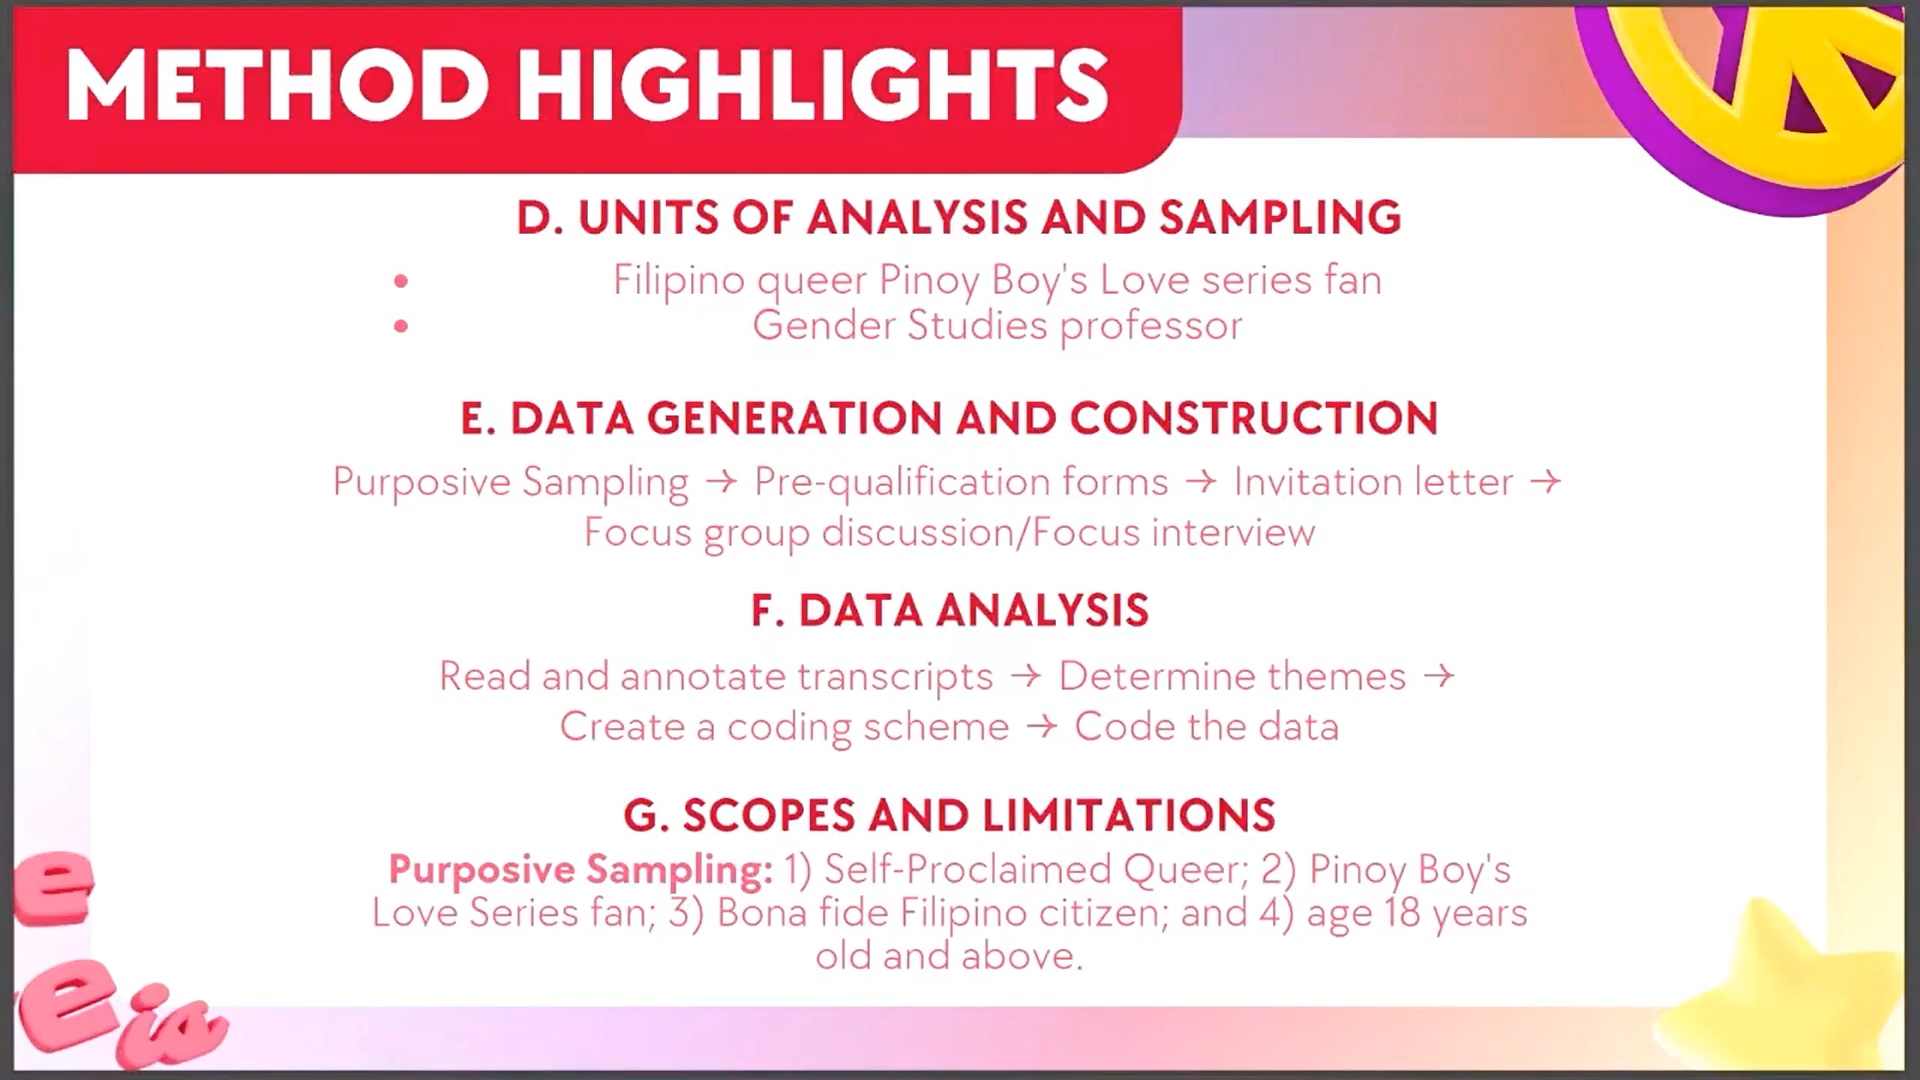 METHOD HIGHLIGHTS
D. UNITS OF ANALYSIS AND SAMPLING
• Filipino queer Pinoy Boy's Love series fan
• Gender Studies professor
E. DATA GENERATION AND CONSTRUCTION
Purposive Sampling → Pre-qualification forms → Invitation letter →
Focus group discussion/Focus interview
F. DATA ANALYSIS
Read and annotate transcripts → Determine themes →
Create a coding scheme → Code the data
G. SCOPES AND LIMITATIONS
Purposive Sampling: 1) Self-Proclaimed Queer; 2) Pinoy Boy's
Love Series fan; 3) Bona fide Filipino citizen; and 4) age 18 years
old and above.
e
e is